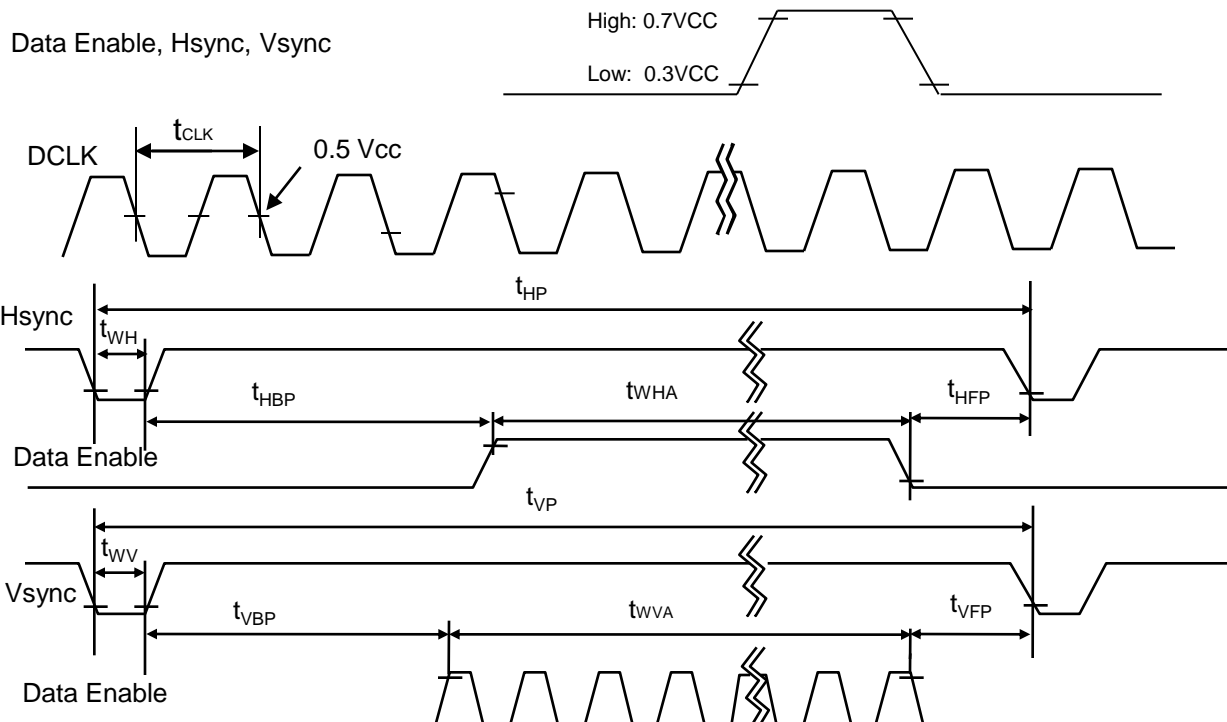 High: 0.7VCC
Data Enable, Hsync, Vsync
Low: 0.3VCC
tCLK
DCLK
0.5 Vcc
tHP
Hsync
tWH
tHBP
tWHA
tHFP
Data Enable
tVP
tWV
Vsync
tVBP
tWVA
tVFP
Data Enable